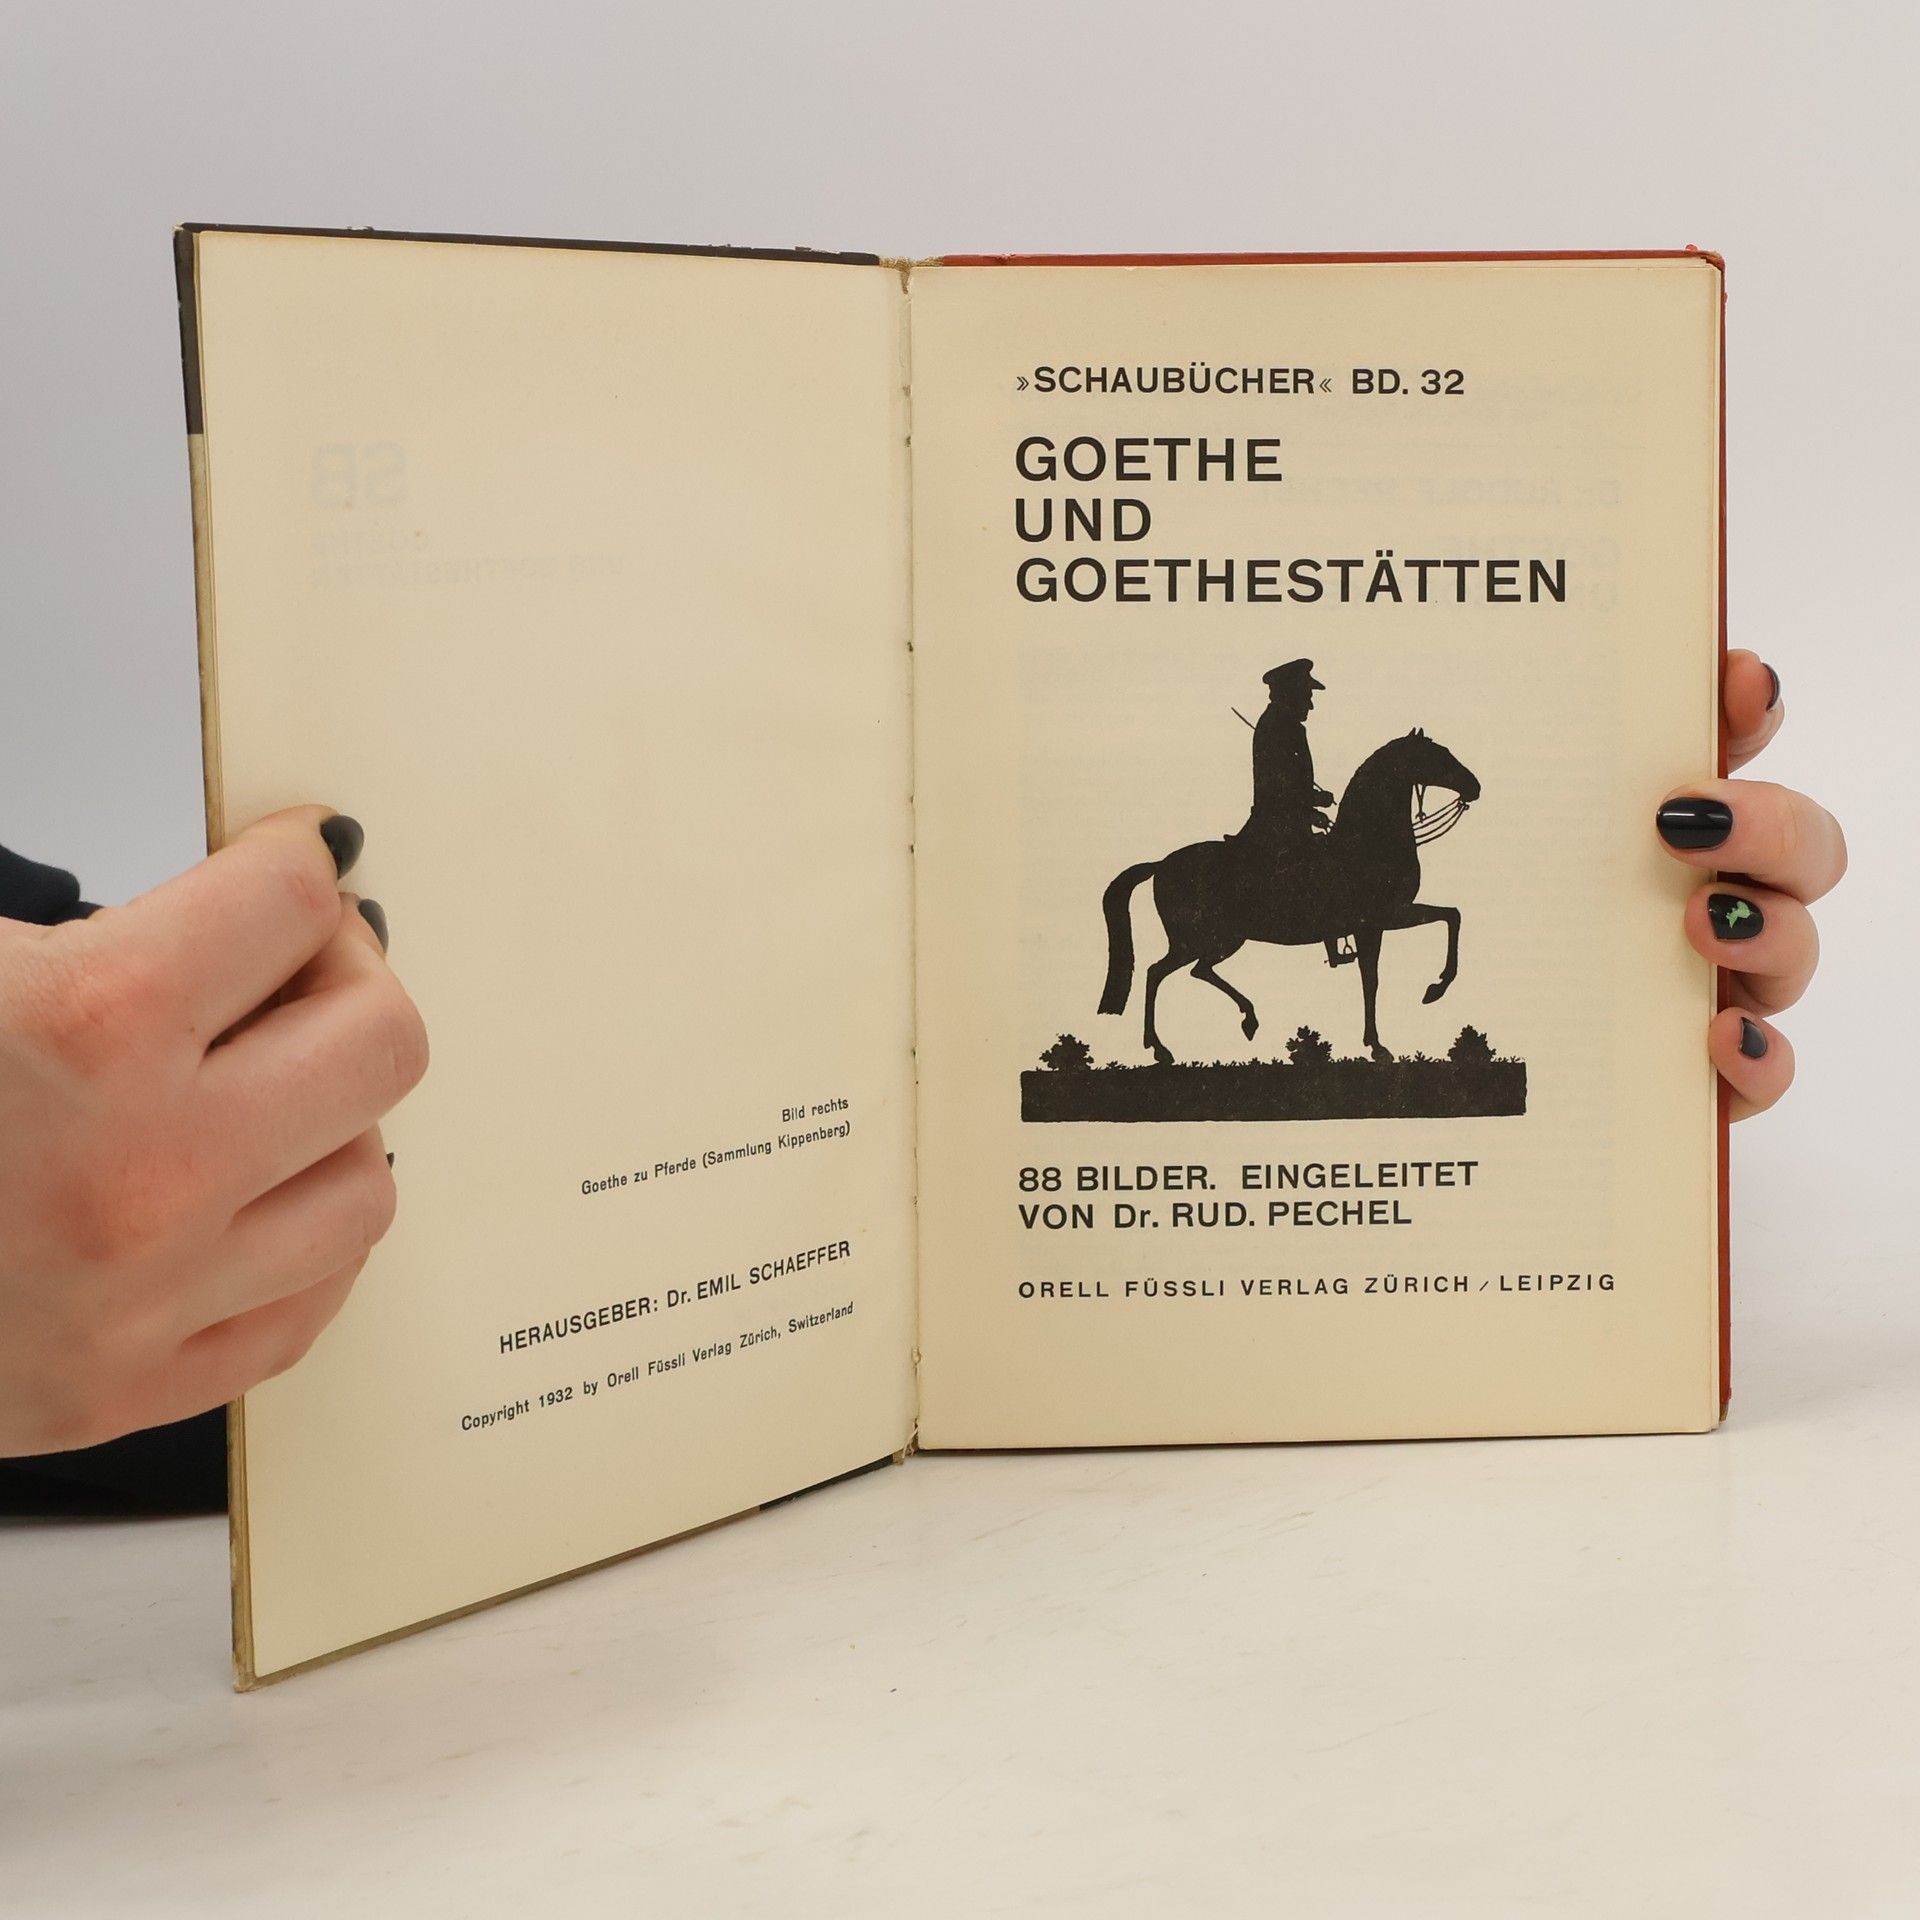 Bild rechts
Goethe zu Pferde (Sammlung Kippenberg)
HERAUSGEBER: Dr. EMIL SCHAEFFER
Copyright 1932 by Orell Füssli Verlag Zürich, Switzerland
»SCHAUBÜCHER« BD. 32
GOETHE
UND
GOETHESTÄTTEN
88 BILDER. EINGELEITET
VON Dr. RUD. PECHEL
ORELL FÜSSLI VERLAG ZÜRICH / LEIPZIG